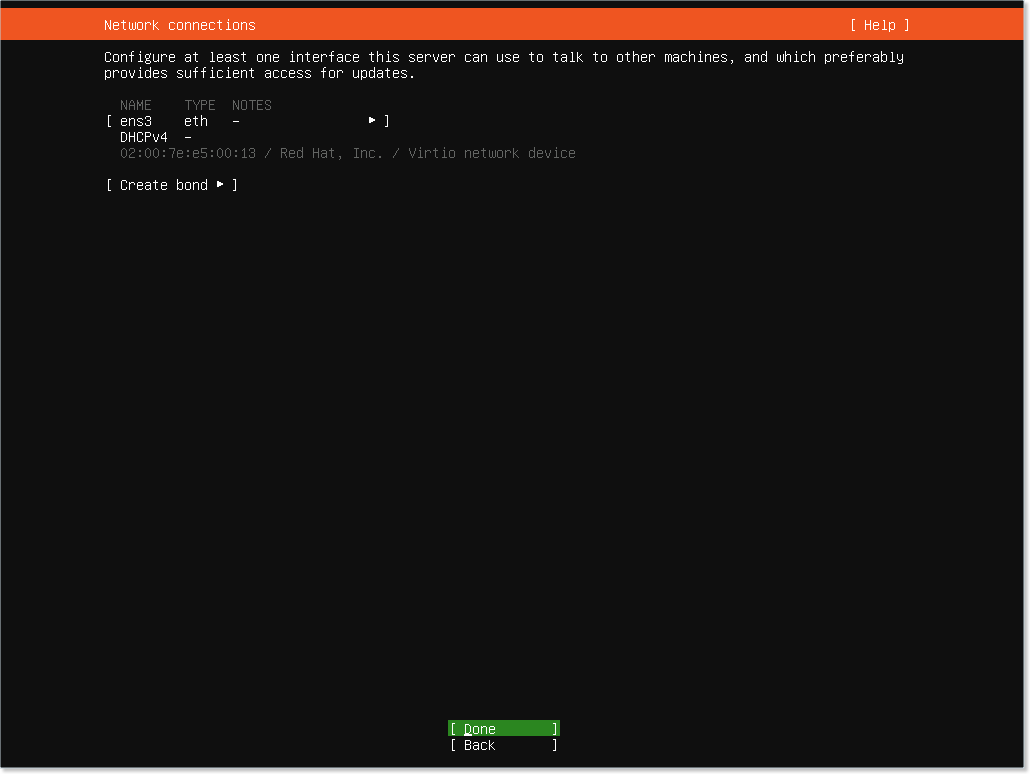 Network connections [ Help ]
Configure at least one interface this server can use to talk to other machines, and which preferably
provides sufficient access for updates.
NAME TYPE NOTES
[ ens3 eth - ▸ ]
DHCPv4 -
02:00:7e:e5:00:13 / Red Hat, Inc. / Virtio network device
[ Create bond ▸ ]
[ Done ]
[ Back ]